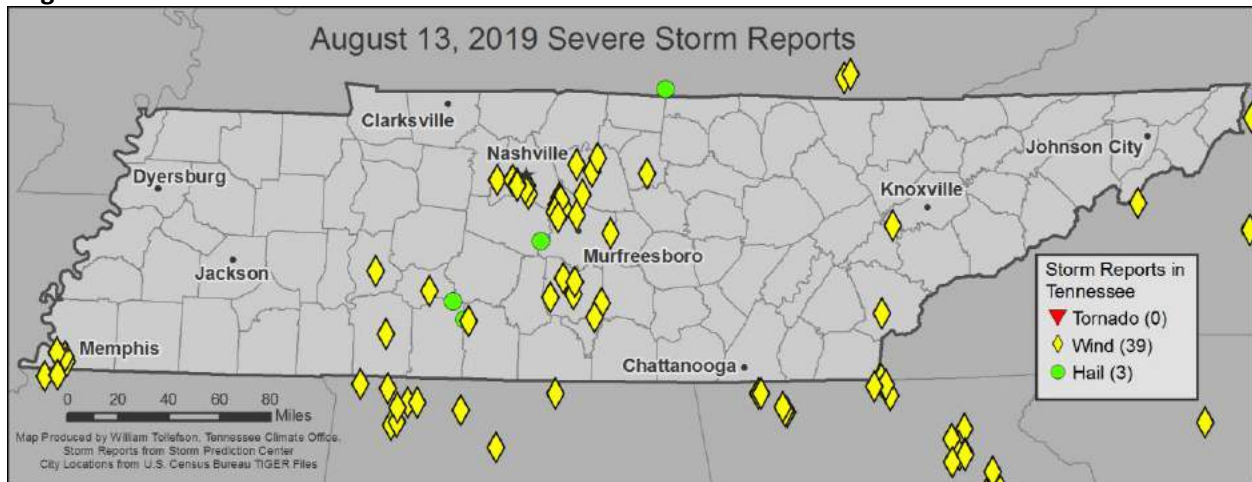 August 13, 2019 Severe Storm Reports
Clarksville
Nashville
Johnson City
Dyersburg
Knoxville
Murfreesboro
Jackson
Storm Reports in
Tennessee
Tornado (0)
Wind (39)
Hail (3)
Memphis
Chattanooga
0 20 40 60 80
Miles
Map Produced by William Tollefson, Tennessee Climate Office.
Storm Reports from Storm Prediction Center
City Locations from U.S. Census Bureau TIGER Files